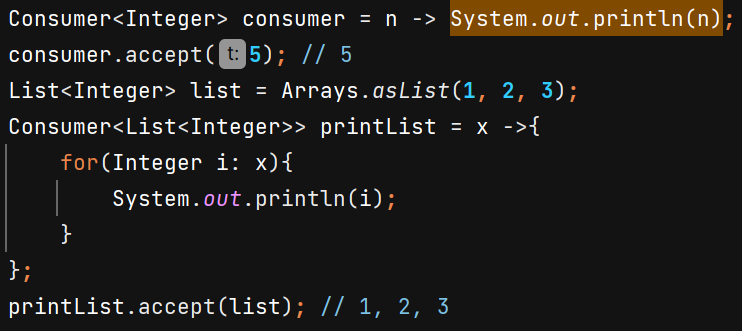 Consumer<Integer> consumer = n -> System.out.println(n);
consumer.accept( t: 5); // 5
List<Integer> list = Arrays.asList(1, 2, 3);
Consumer<List<Integer>> printList = x ->{
    for(Integer i: x){
        System.out.println(i);
    }
};
printList.accept(list); // 1, 2, 3